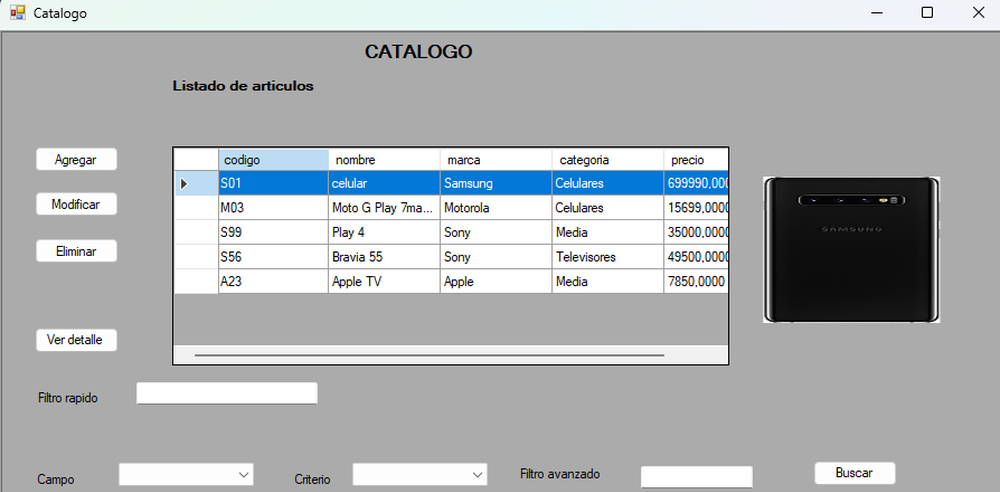 Catalogo
CATALOGO
Listado de articulos
Agregar
Modificar
Eliminar
Ver detalle
codigo nombre marca categoria precio
S01 celular Samsung Celulares 699990,000
M03 Moto G Play 7ma... Motorola Celulares 15699,0000
S99 Play 4 Sony Media 35000,0000
S56 Bravia 55 Sony Televisores 49500,0000
A23 Apple TV Apple Media 7850,0000
SAMSUNG
Filtro rapido
Campo Criterio Filtro avanzado Buscar